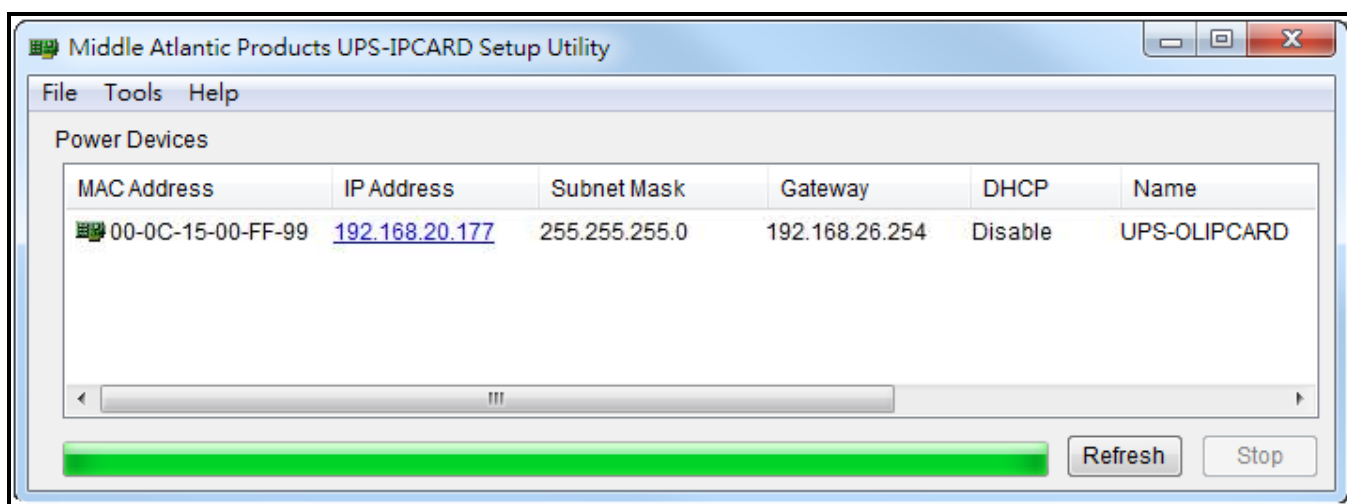 Middle Atlantic Products UPS-IPCARD Setup Utility
File Tools Help
Power Devices
MAC Address IP Address Subnet Mask Gateway DHCP Name
00-0C-15-00-FF-99 192.168.20.177 255.255.255.0 192.168.26.254 Disable UPS-OLIPCARD
Refresh Stop